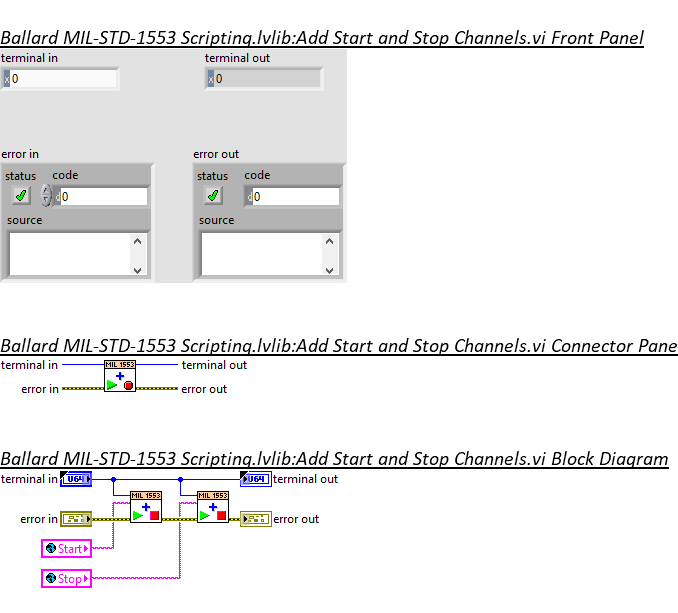 Ballard MIL-STD-1553 Scripting.lvlib:Add Start and Stop Channels.vi Front Panel
terminal in terminal out
x 0 x 0
error in error out
status code status code
d 0 d 0
source source
Ballard MIL-STD-1553 Scripting.lvlib:Add Start and Stop Channels.vi Connector Pane
terminal in MIL 1553 terminal out
error in error out
Ballard MIL-STD-1553 Scripting.lvlib:Add Start and Stop Channels.vi Block Diagram
terminal in U64 U64 terminal out
MIL 1553 MIL 1553
error in error out
Start
Stop